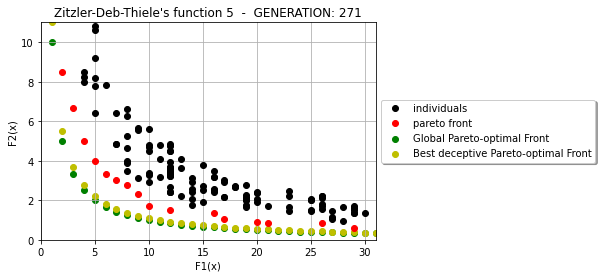 Zitzler-Deb-Thiele's function 5 - GENERATION: 271
10
8
6
4
2
0
F2(x)
0 5 10 15 20 25 30
F1(x)
individuals
pareto front
Global Pareto-optimal Front
Best deceptive Pareto-optimal Front